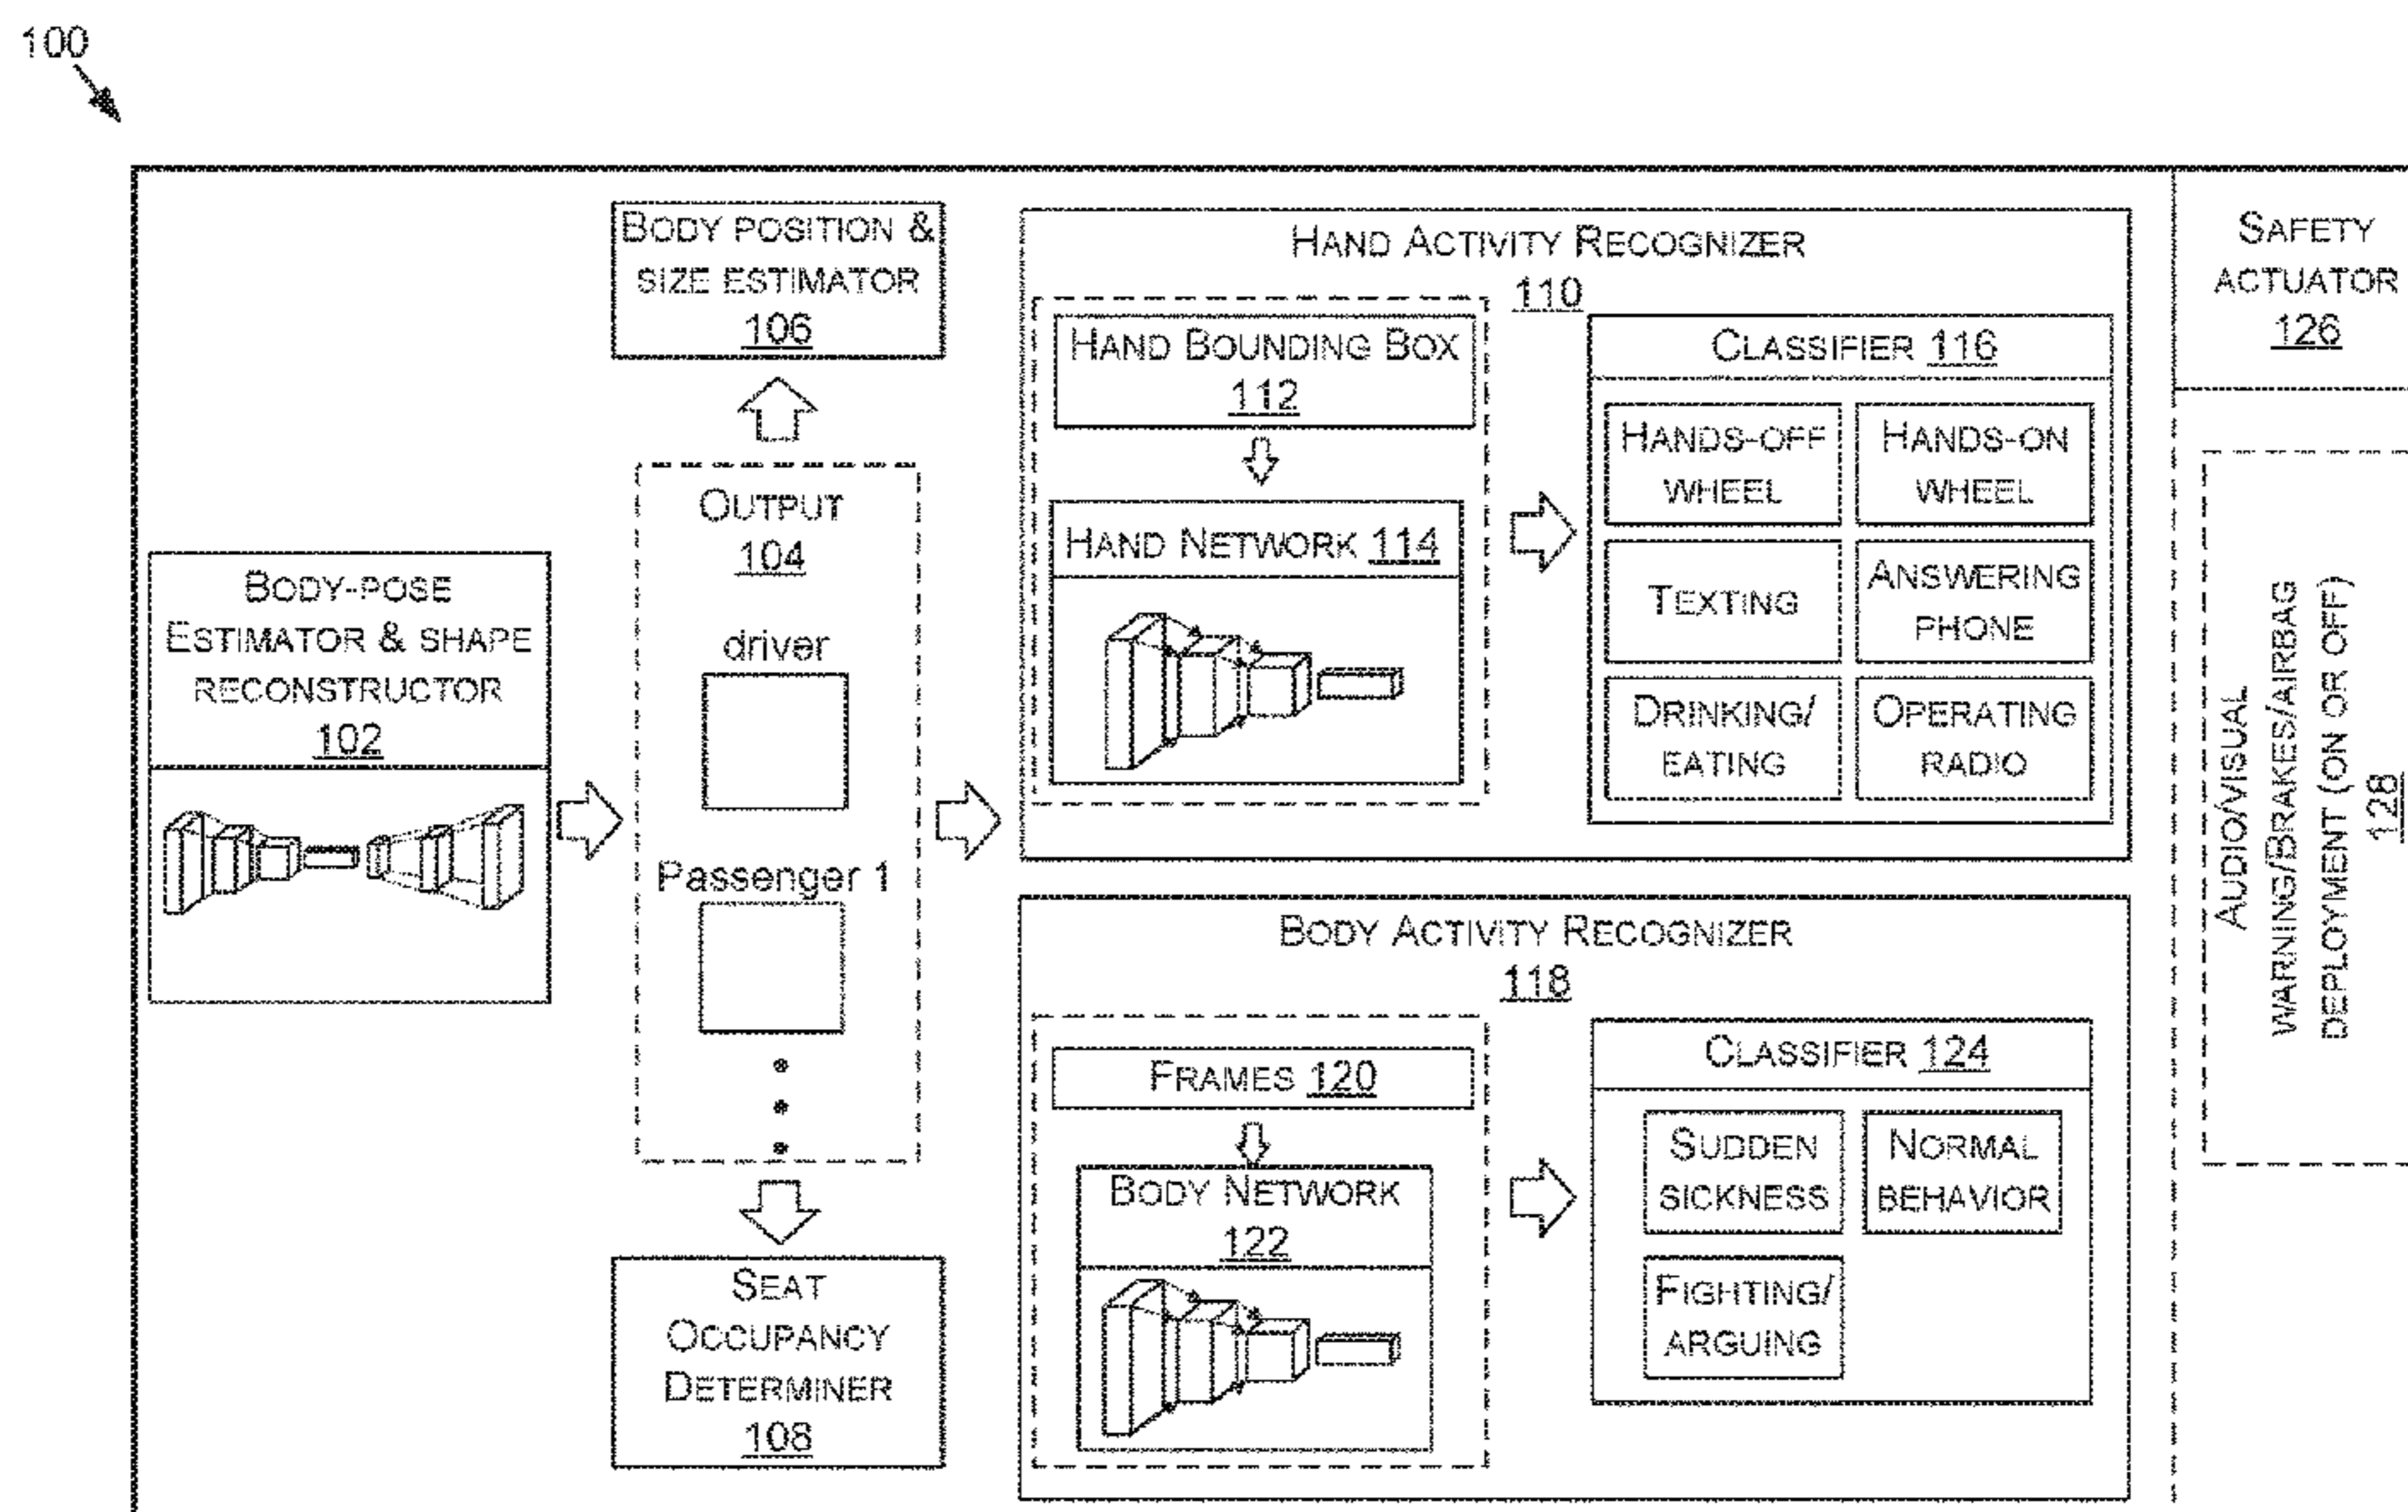 100
BODY-POSE
ESTIMATOR & SHAPE
RECONSTRUCTOR
102
BODY POSITION &
SIZE ESTIMATOR
106
OUTPUT
104
driver
Passenger 1
SEAT
OCCUPANCY
DETERMINER
108
HAND ACTIVITY RECOGNIZER
110
HAND BOUNDING BOX
112
HAND NETWORK 114
CLASSIFIER 116
HANDS-OFF
WHEEL
HANDS-ON
WHEEL
TEXTING
ANSWERING
PHONE
DRINKING/
EATING
OPERATING
RADIO
BODY ACTIVITY RECOGNIZER
118
FRAMES 120
BODY NETWORK
122
CLASSIFIER 124
SUDDEN
SICKNESS
NORMAL
BEHAVIOR
FIGHTING/
ARGUING
SAFETY
ACTUATOR
126
AUDIO/VISUAL
WARNING/BRAKES/AIRBAG
DEPLOYMENT (ON OR OFF)
128